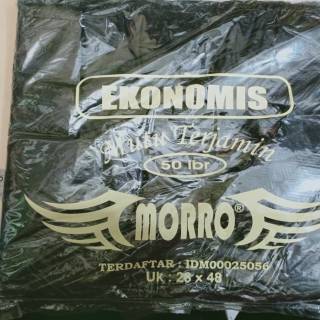 EKONOMIS
Mutu Terjamin
50 lbr
MORRO®
TERDAFTAR : IDM00025056
UK : 28 x 48